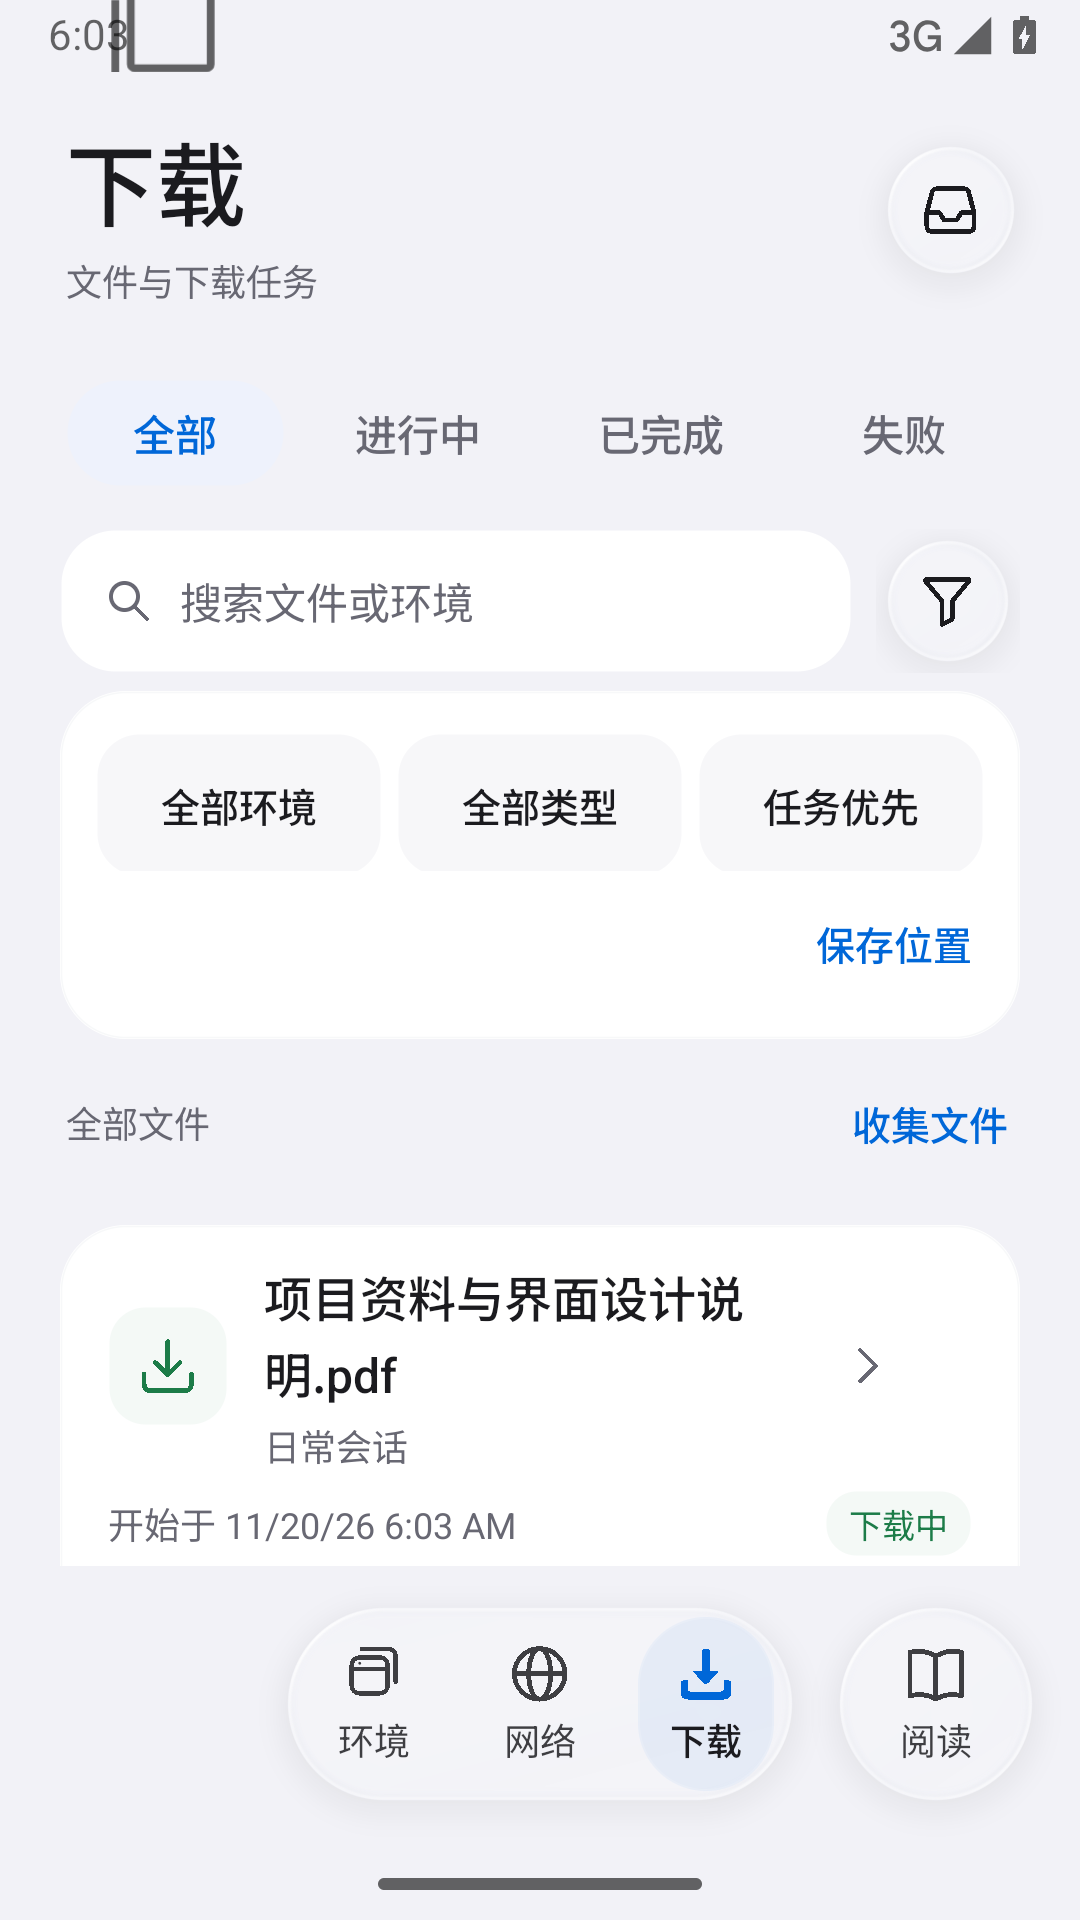 6:03
3G
下载
文件与下载任务
全部 进行中 已完成 失败
搜索文件或环境
全部环境 全部类型 任务优先
保存位置
全部文件 收集文件
项目资料与界面设计说
明.pdf
日常会话
开始于 11/20/26 6:03 AM 下载中
环境 网络 下载 阅读